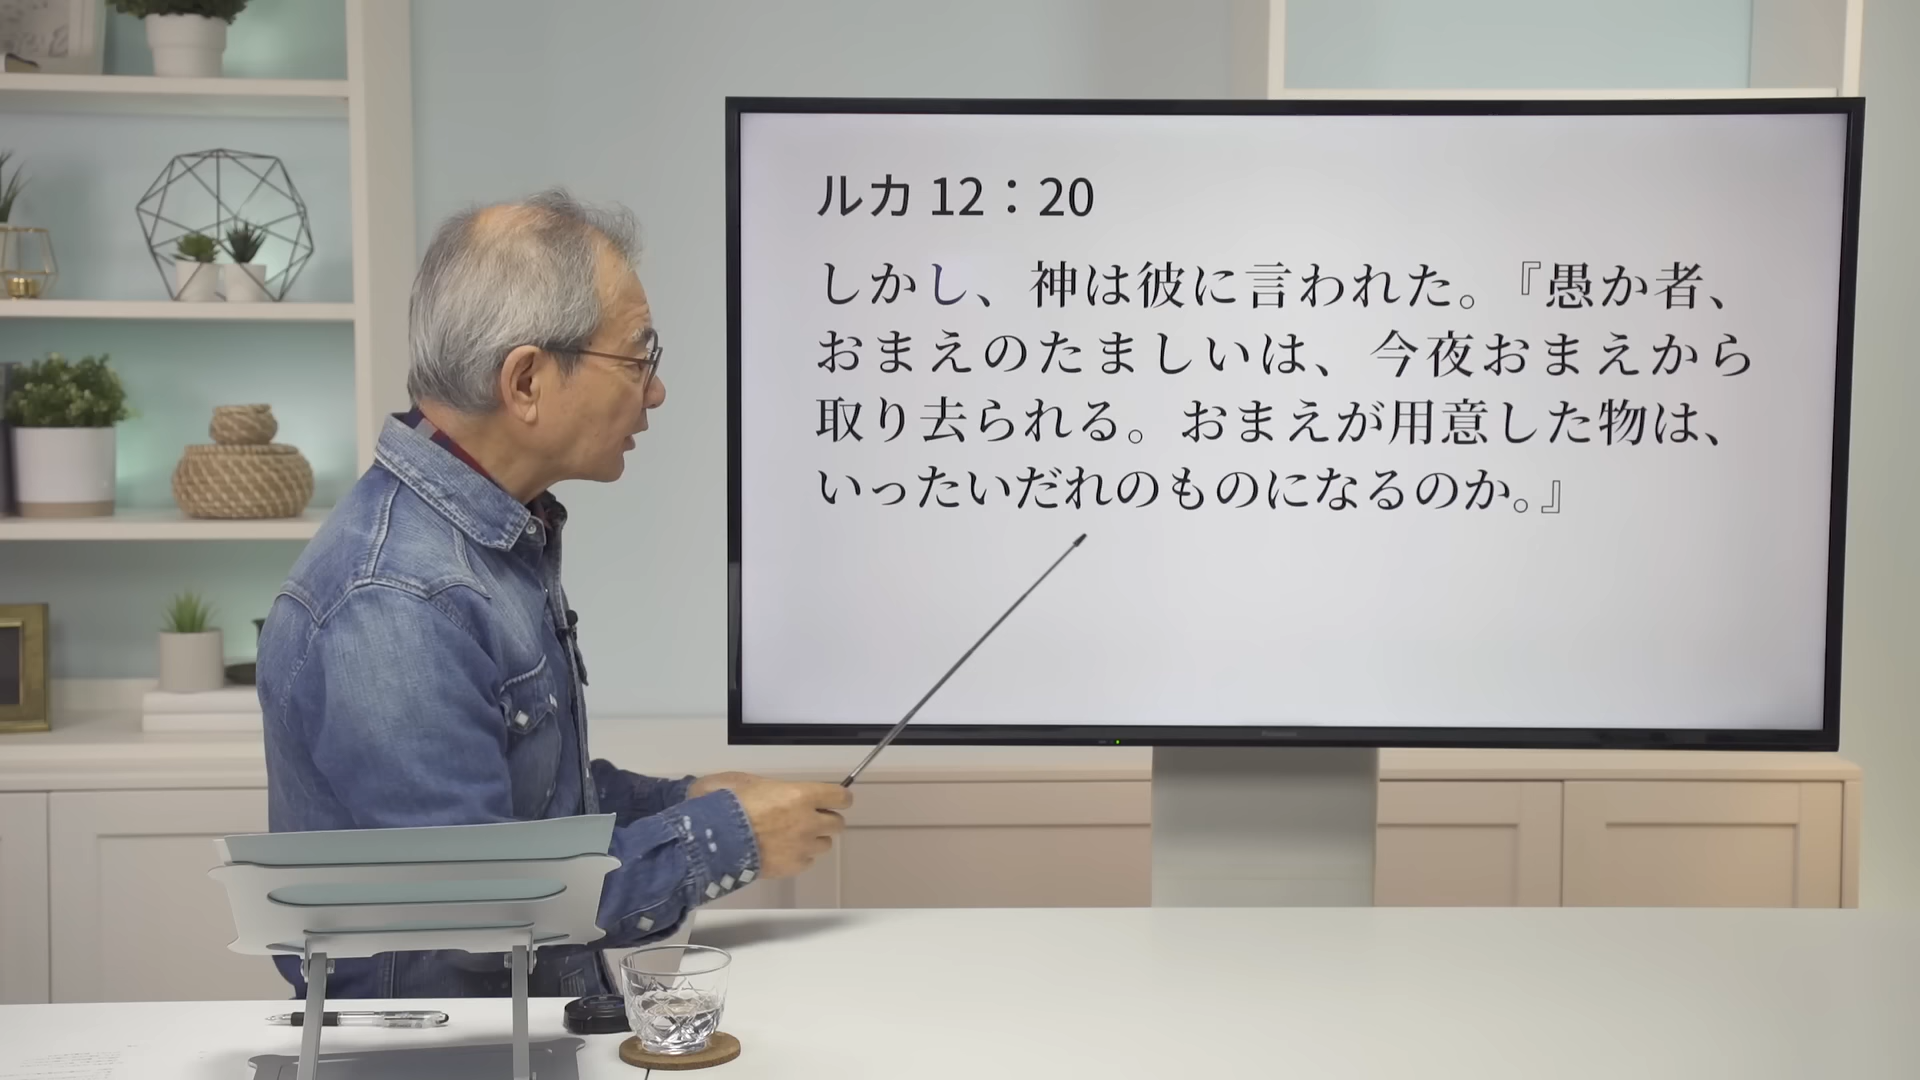 ルカ 12：20
しかし、神は彼に言われた。『愚か者、
おまえのたましいは、今夜おまえから
取り去られる。おまえが用意した物は、
いったいだれのものになるのか。』
Panasonic